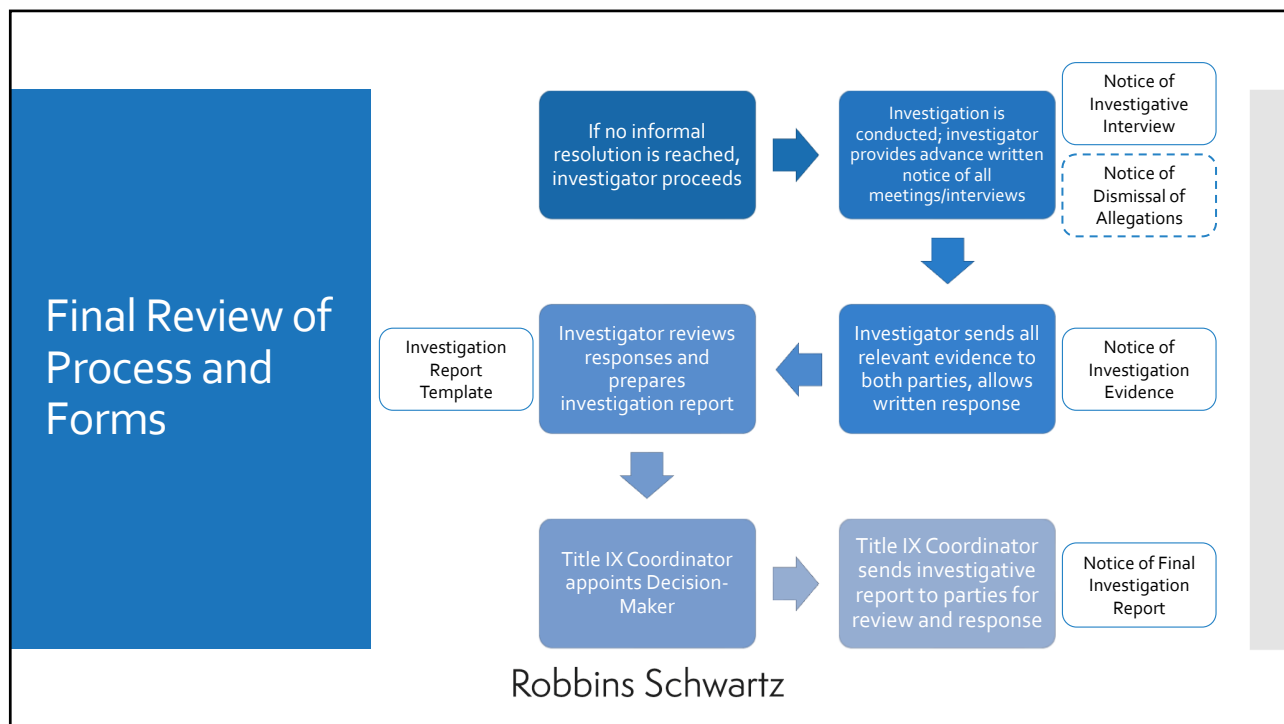 Final Review of
Process and
Forms
If no informal
resolution is reached,
investigator proceeds
Investigation is
conducted; investigator
provides advance written
notice of all
meetings/interviews
Notice of
Investigative
Interview
Notice of
Dismissal of
Allegations
Investigator sends all
relevant evidence to
both parties, allows
written response
Notice of
Investigation
Evidence
Investigator reviews
responses and
prepares
investigation report
Investigation
Report
Template
Title IX Coordinator
appoints Decision-
Maker
Title IX Coordinator
sends investigative
report to parties for
review and response
Notice of Final
Investigation
Report
Robbins Schwartz